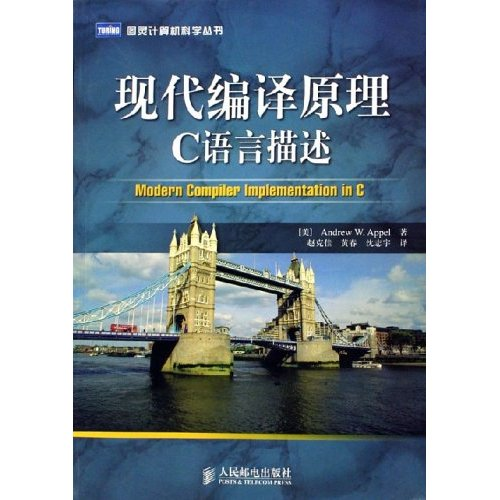 TURING 图灵计算机科学丛书
现代编译原理
C语言描述
Modern Compiler Implementation in C
[美] Andrew W. Appel 著
赵克佳 黄春 沈志宇 译
人民邮电出版社
POSTS & TELECOM PRESS